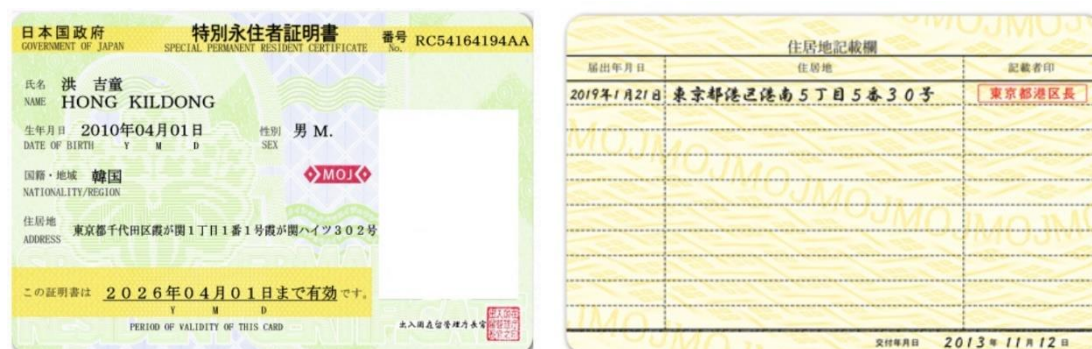 日本国政府 特別永住者証明書 番号 RC54164194AA
GOVERNMENT OF JAPAN SPECIAL PERMANENT RESIDENT CERTIFICATE No.
氏名 洪 吉童
NAME HONG KILDONG
生年月日 2010年04月01日 性別 男 M.
DATE OF BIRTH Y M D SEX
国籍・地域 韓国
NATIONALITY/REGION
MOJ
住居地 東京都千代田区霞が関1丁目1番1号霞が関ハイツ302号
ADDRESS
この証明書は 2026年04月01日まで有効です。
Y M D
PERIOD OF VALIDITY OF THIS CARD
出入国在留管理庁長官
住居地記載欄
届出年月日 住居地 記載者印
2019年1月21日 東京都港区港南5丁目5番30号 東京都港区長
MOJMOJMOJMOJ
交付年月日 2013年11月12日